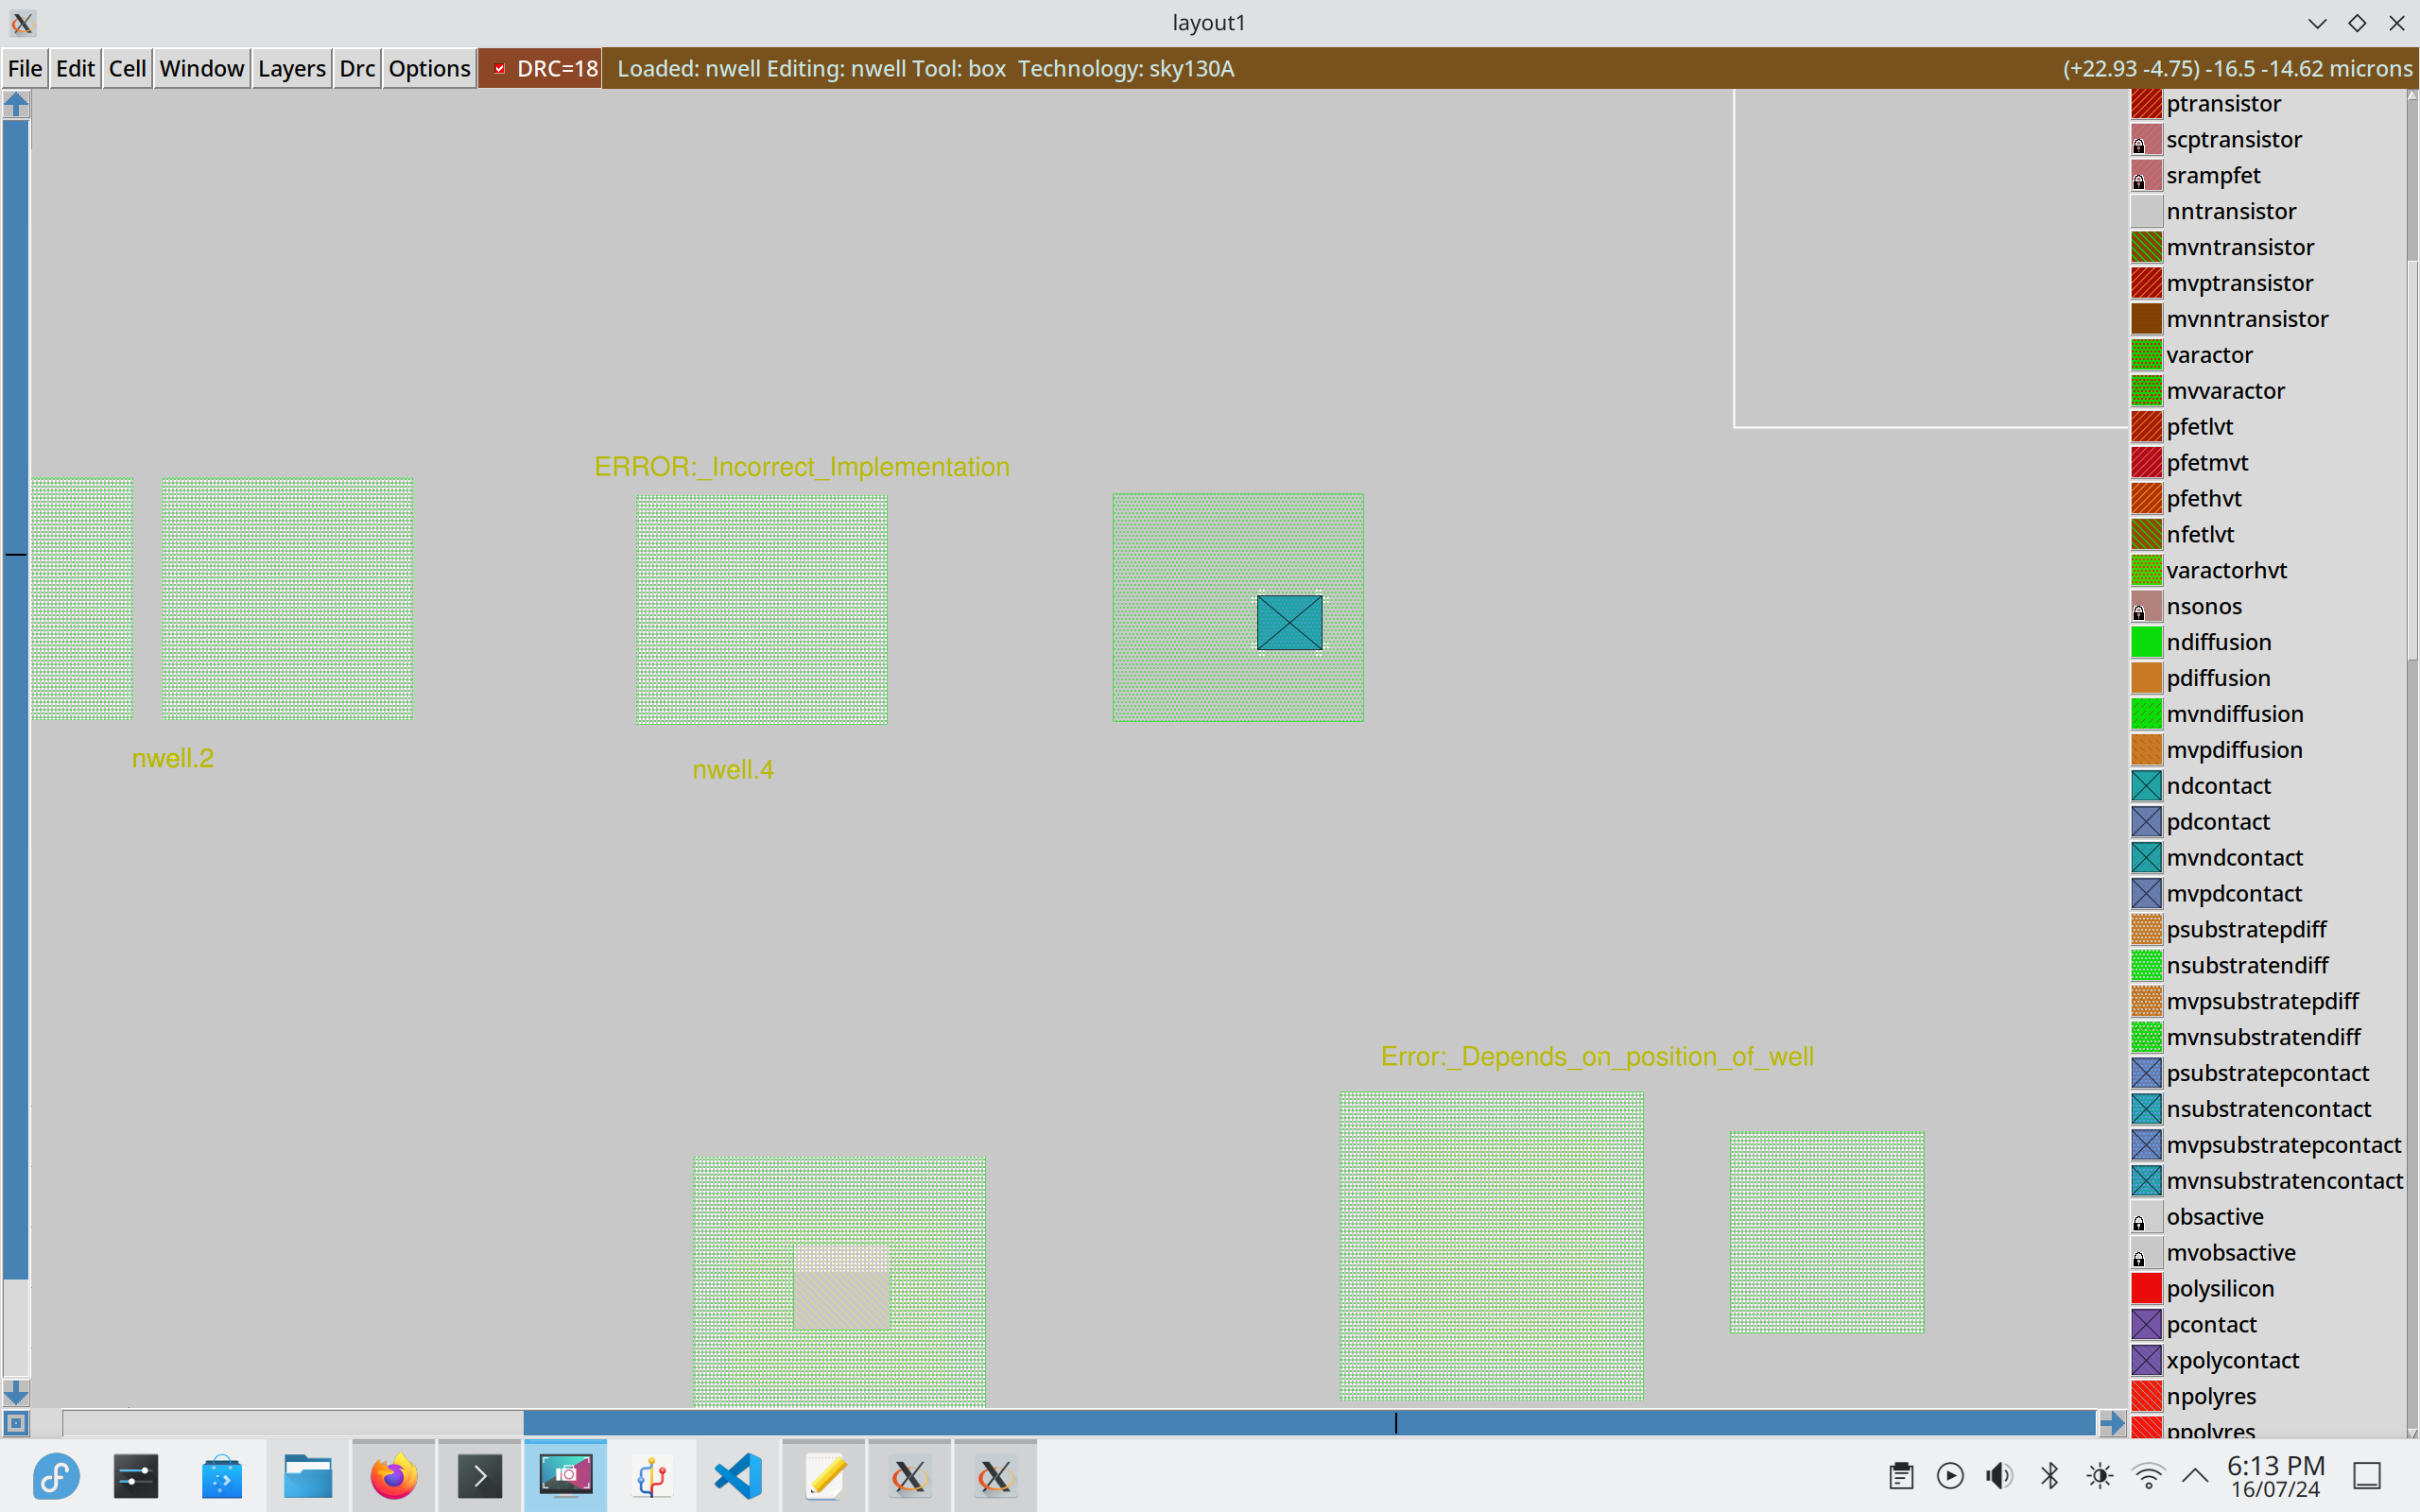 layout1
File Edit Cell Window Layers Drc Options DRC=18 Loaded: nwell Editing: nwell Tool: box Technology: sky130A (+22.93 -4.75) -16.5 -14.62 microns
ERROR:_Incorrect_Implementation
nwell.2
nwell.4
Error:_Depends_on_position_of_well
ptransistor
scptransistor
srampfet
nntransistor
mvntransistor
mvptransistor
mvnntransistor
varactor
mvvaractor
pfetlvt
pfetmvt
pfethvt
nfetlvt
varactorhvt
nsonos
ndiffusion
pdiffusion
mvndiffusion
mvpdiffusion
ndcontact
pdcontact
mvndcontact
mvpdcontact
psubstratepdiff
nsubstratendiff
mvpsubstratepdiff
mvnsubstratendiff
psubstratepcontact
nsubstratencontact
mvpsubstratepcontact
mvnsubstratencontact
obsactive
mvobsactive
polysilicon
pcontact
xpolycontact
npolyres
ppolyres
6:13 PM
16/07/24